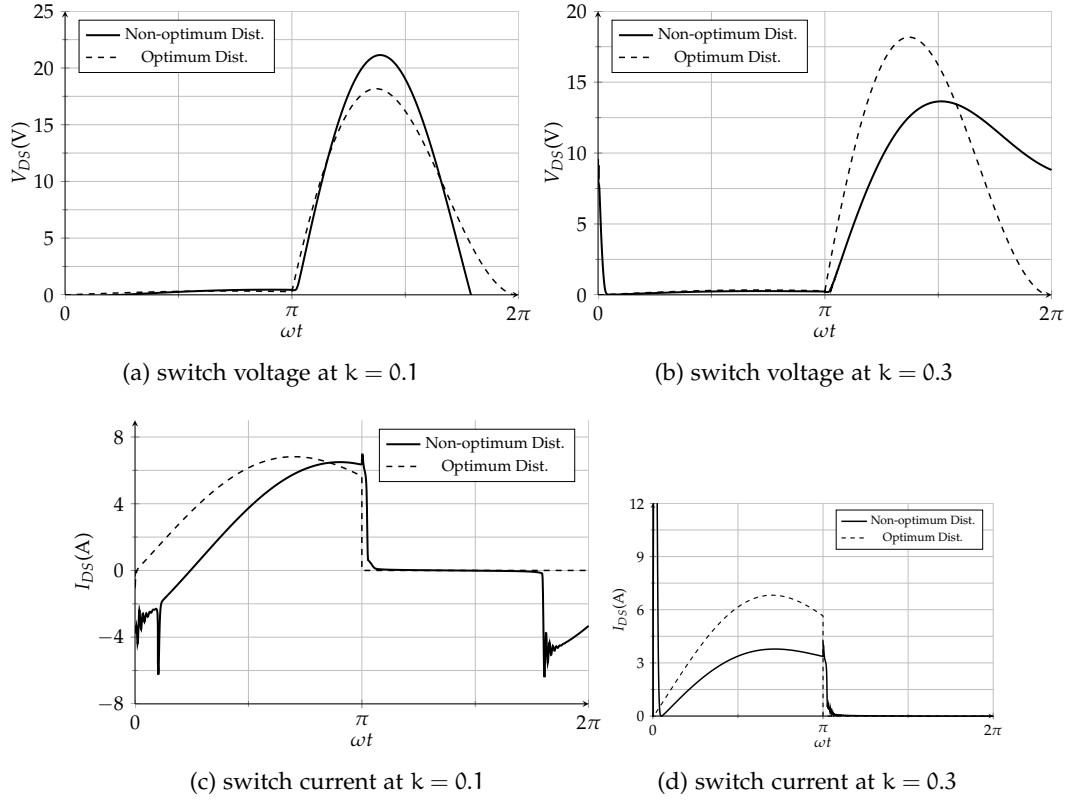 25
20
15
10
5
0
V_DS(V)
Non-optimum Dist.
Optimum Dist.
0
π
2π
ωt
(a) switch voltage at k = 0.1
20
15
10
5
0
V_DS(V)
Non-optimum Dist.
Optimum Dist.
0
π
2π
ωt
(b) switch voltage at k = 0.3
8
4
0
−4
−8
I_DS(A)
Non-optimum Dist.
Optimum Dist.
0
π
2π
ωt
(c) switch current at k = 0.1
12
9
6
3
0
I_DS(A)
Non-optimum Dist.
Optimum Dist.
0
π
2π
ωt
(d) switch current at k = 0.3